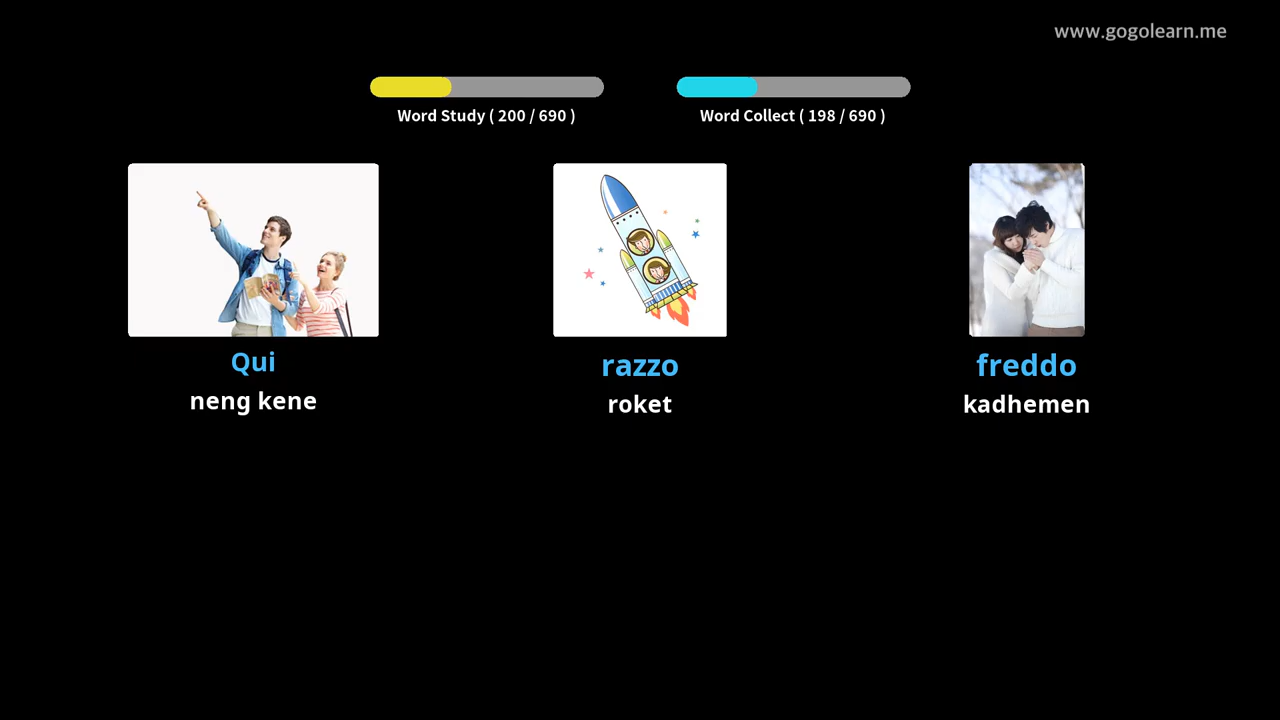 www.gogolearn.me
Word Study ( 200 / 690 )
Word Collect ( 198 / 690 )
Qui
neng kene
razzo
roket
freddo
kadhemen